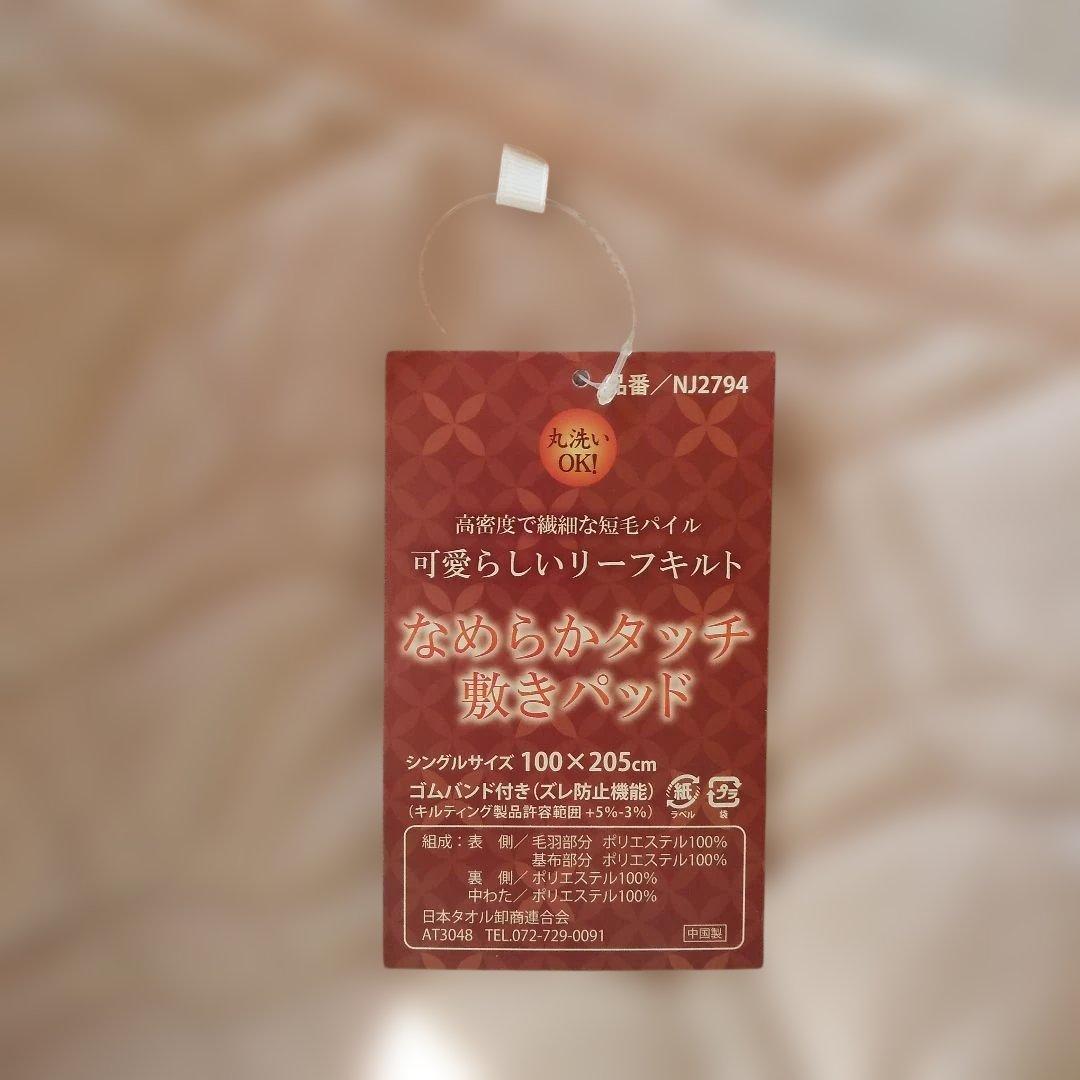 品番／NJ2794
丸洗い
OK!
高密度で繊細な短毛パイル
可愛らしいリーフキルト
なめらかタッチ
敷きパッド
シングルサイズ 100×205cm
ゴムバンド付き（ズレ防止機能）
（キルティング製品許容範囲 +5%-3%）
紙
ラベル
プラ
袋
組成：表　側／毛羽部分　ポリエステル100%
基布部分　ポリエステル100%
裏　側／ポリエステル100%
中わた／ポリエステル100%
日本タオル卸商連合会
AT3048　TEL.072-729-0091
中国製